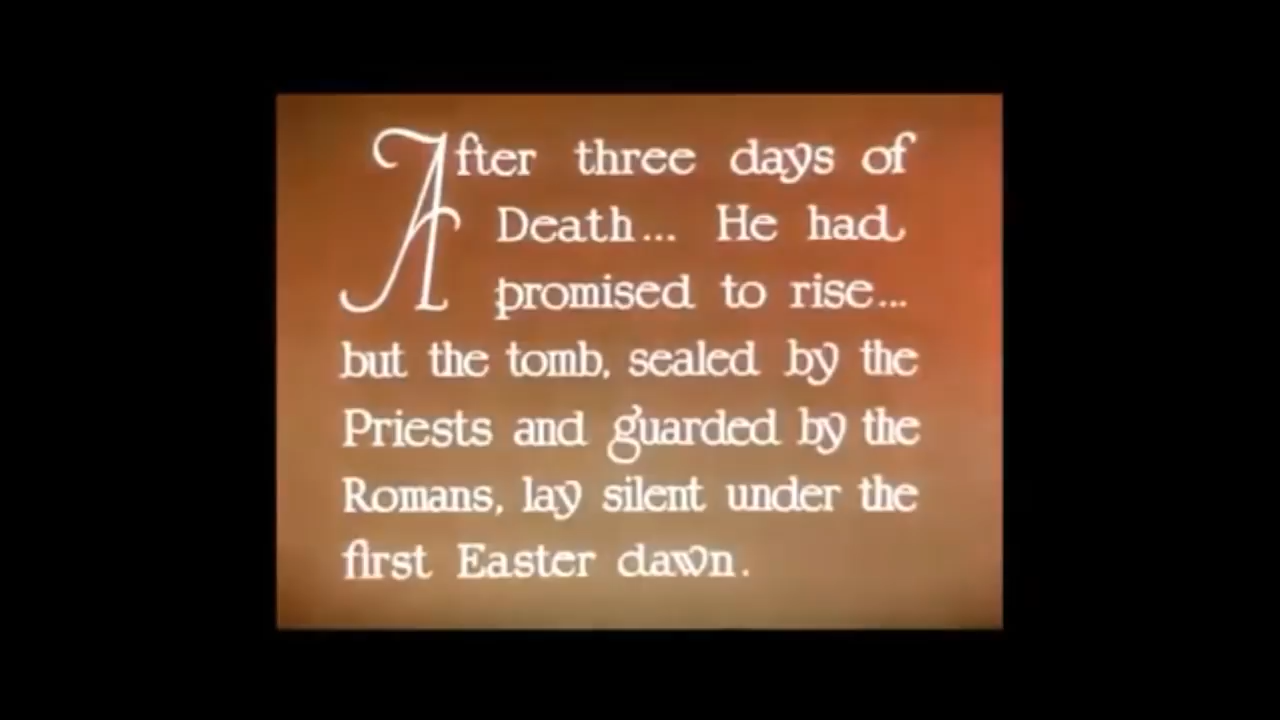 After three days of
Death... He had
promised to rise...
but the tomb, sealed by the
Priests and guarded by the
Romans, lay silent under the
first Easter dawn.